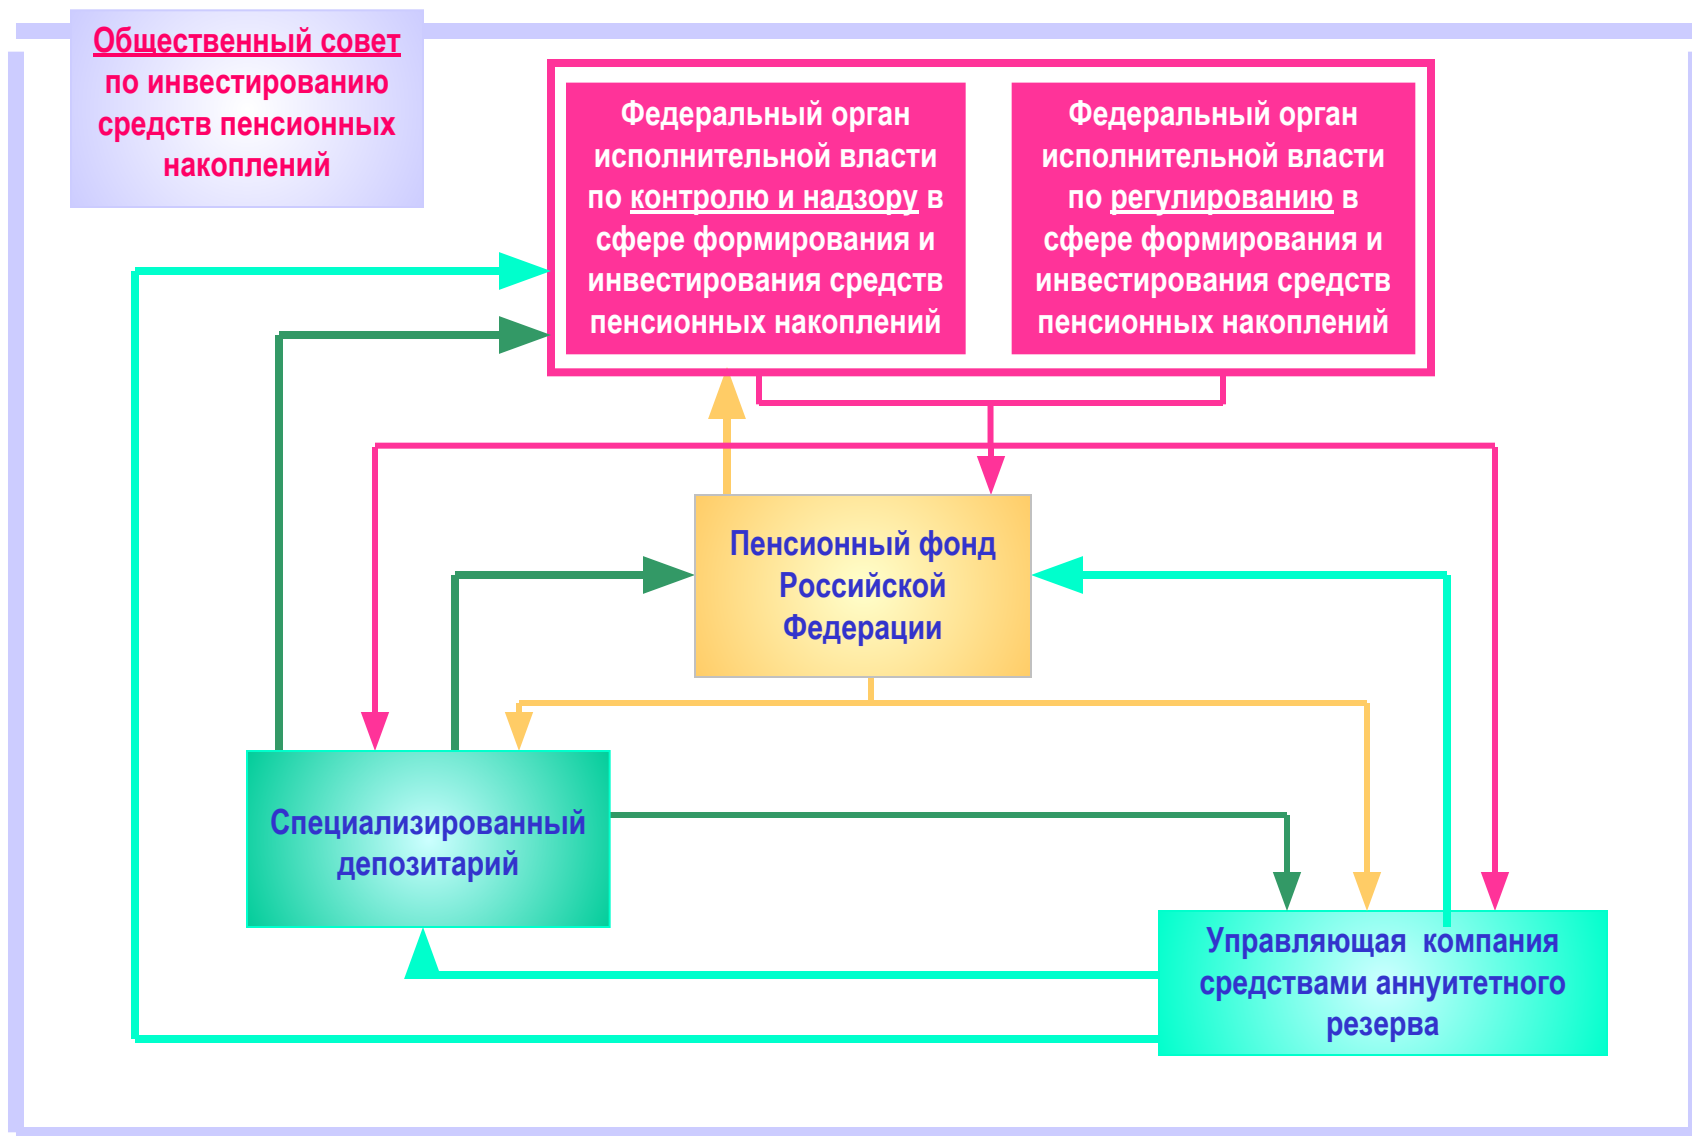 Общественный совет
по инвестированию
средств пенсионных
накоплений
Федеральный орган
исполнительной власти
по контролю и надзору в
сфере формирования и
инвестирования средств
пенсионных накоплений
Федеральный орган
исполнительной власти
по регулированию в
сфере формирования и
инвестирования средств
пенсионных накоплений
Пенсионный фонд
Российской
Федерации
Специализированный
депозитарий
Управляющая компания
средствами аннуитетного
резерва